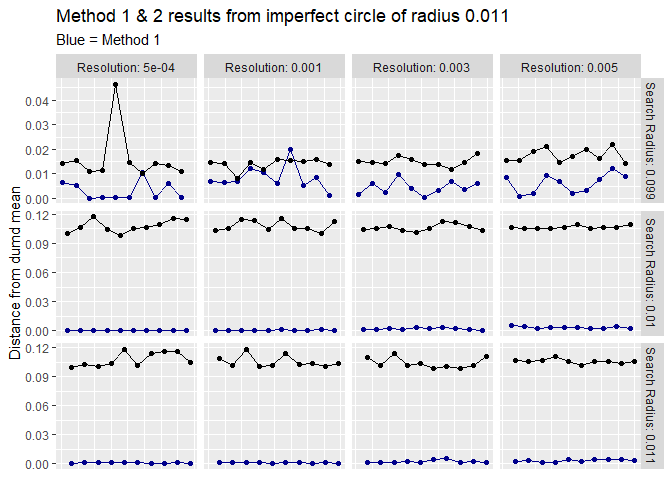 Method 1 & 2 results from imperfect circle of radius 0.011
Blue = Method 1
Resolution: 5e-04
Resolution: 0.001
Resolution: 0.003
Resolution: 0.005
Distance from dumd mean
0.04
0.03
0.02
0.01
0.00
Search Radius: 0.099
0.12
0.09
0.06
0.03
0.00
Search Radius: 0.01
0.12
0.09
0.06
0.03
0.00
Search Radius: 0.011